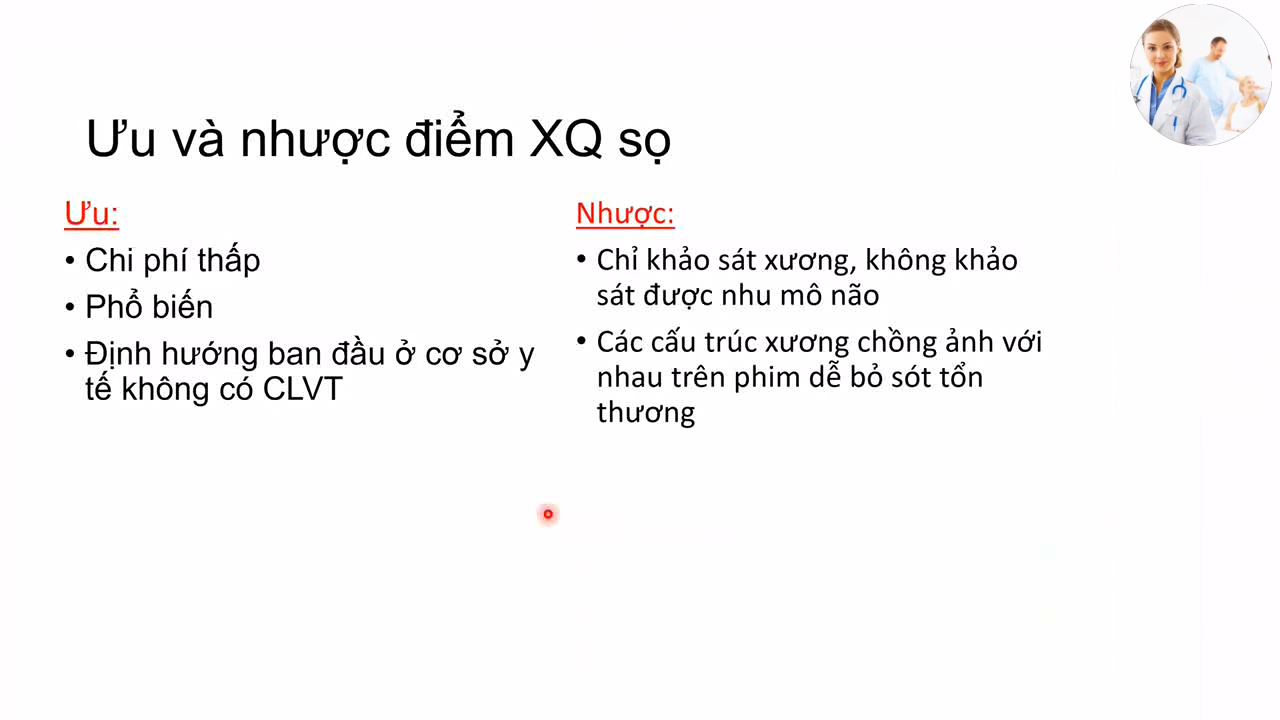 Ưu và nhược điểm XQ sọ
Ưu:
• Chi phí thấp
• Phổ biến
• Định hướng ban đầu ở cơ sở y
tế không có CLVT
Nhược:
• Chỉ khảo sát xương, không khảo
sát được nhu mô não
• Các cấu trúc xương chồng ảnh với
nhau trên phim dễ bỏ sót tổn
thương